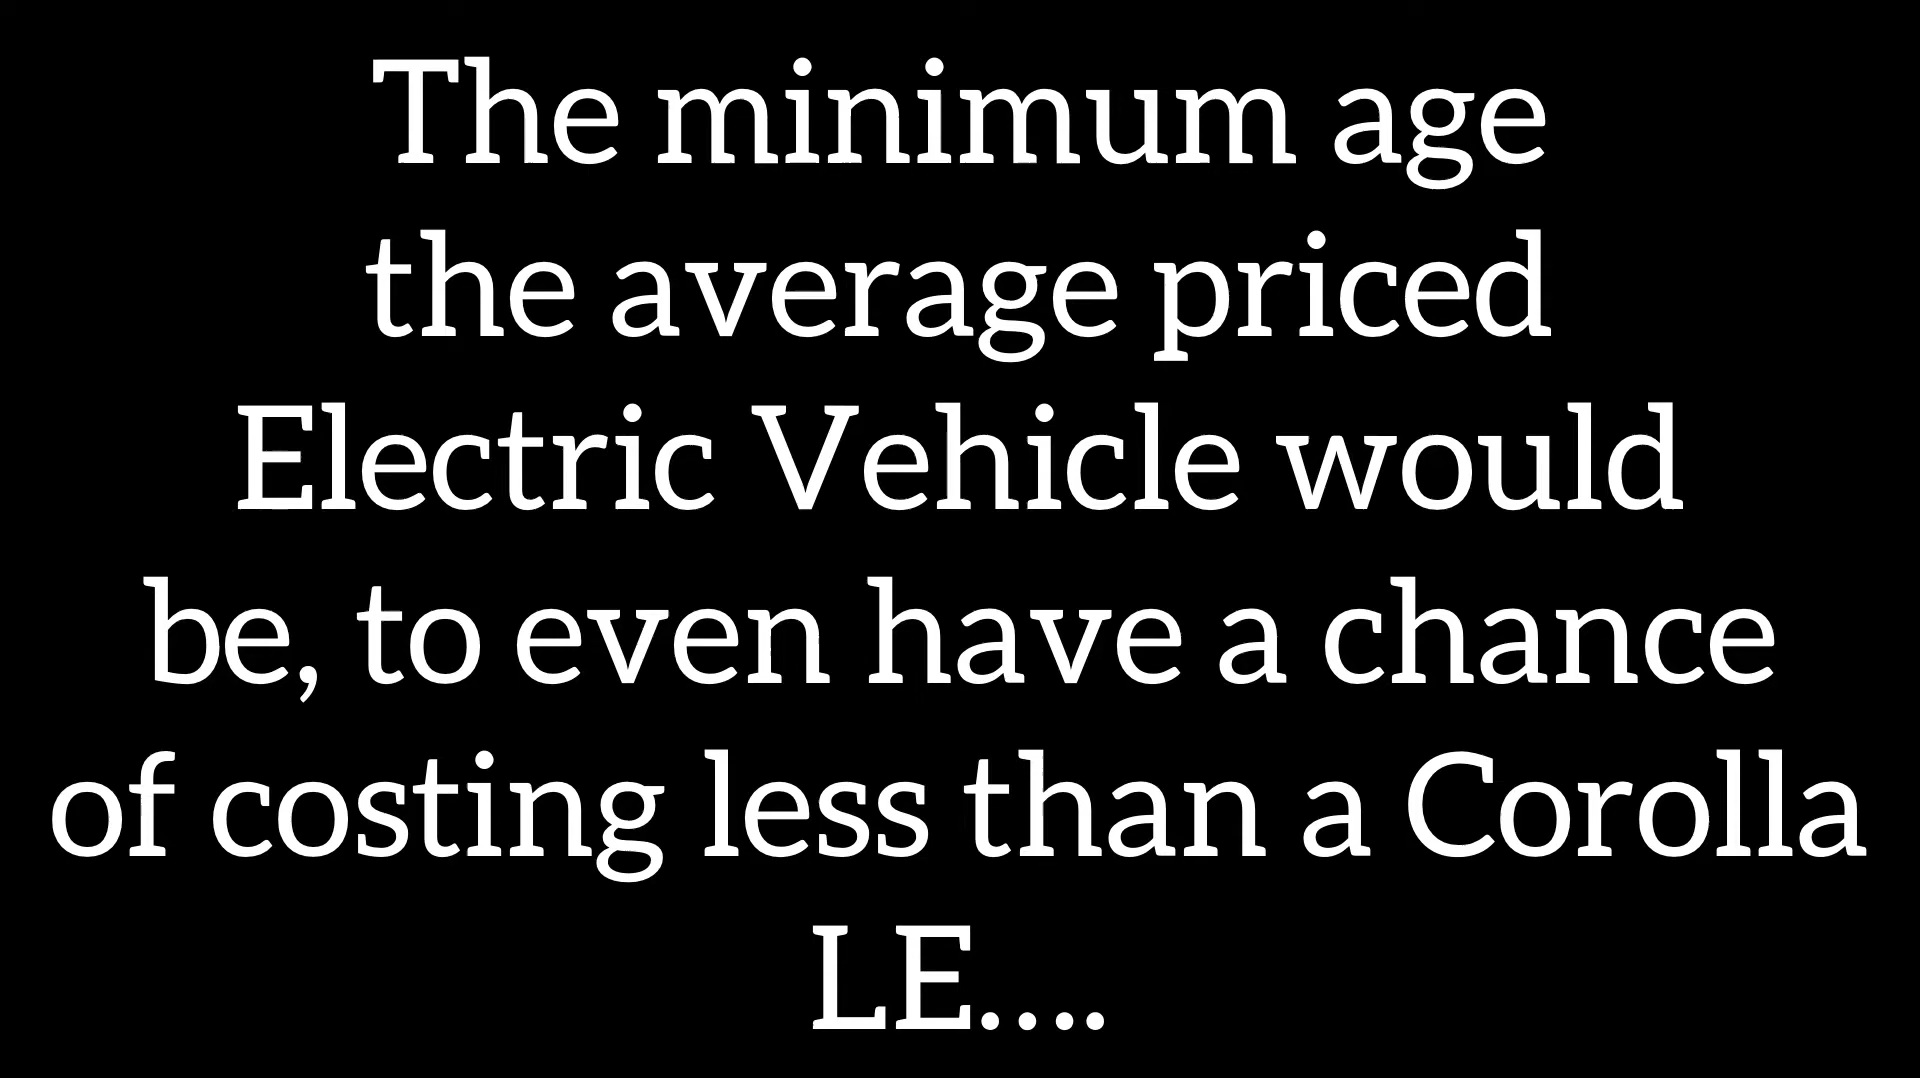 The minimum age
the average priced
Electric Vehicle would
be, to even have a chance
of costing less than a Corolla
LE....